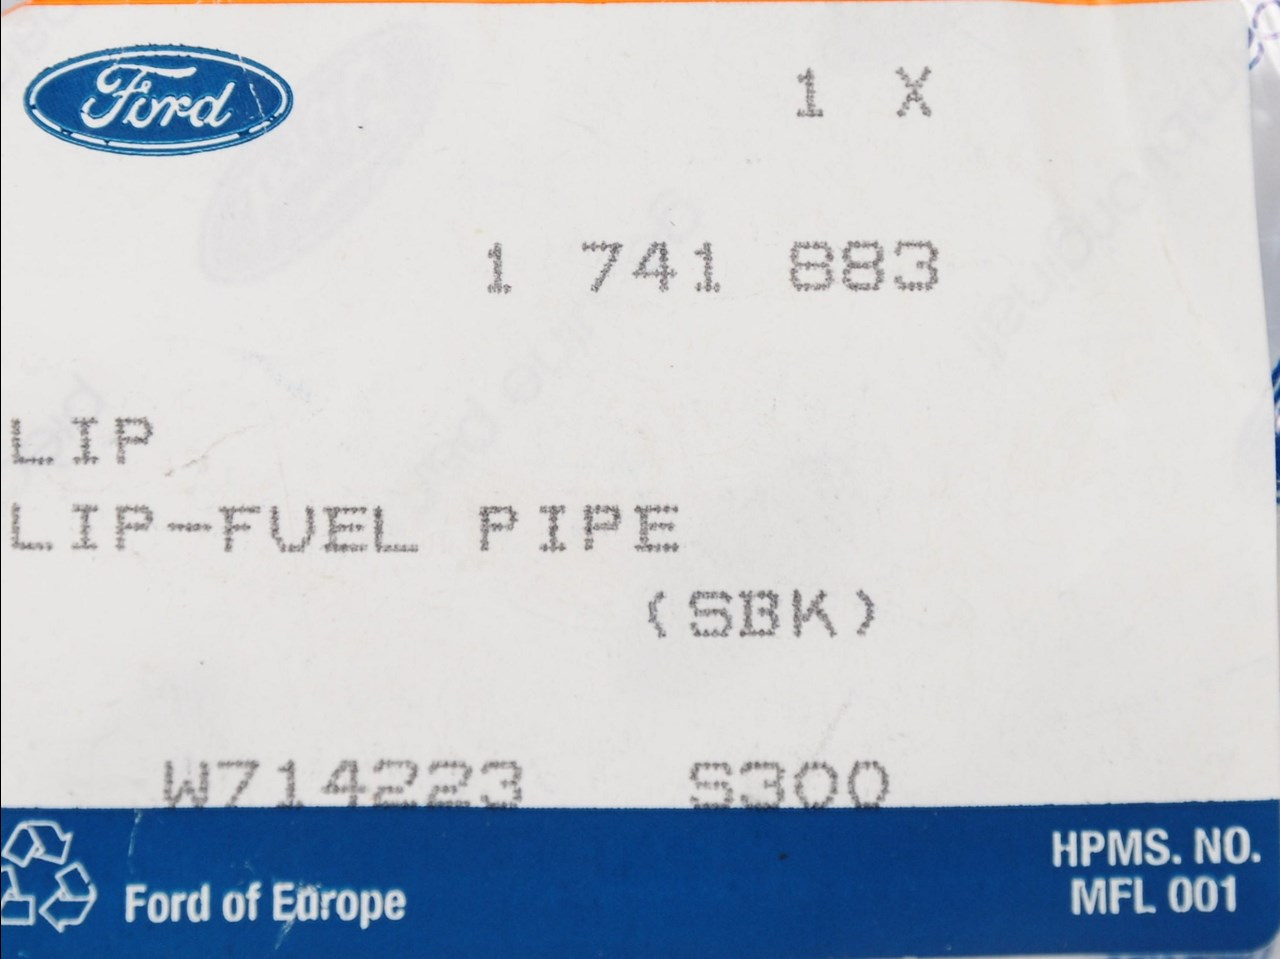 Ford
1 X
1 741 883
LIP
LIP-FUEL PIPE
(SBK)
W714223 S300
Ford of Europe
HPMS. NO.
MFL 001